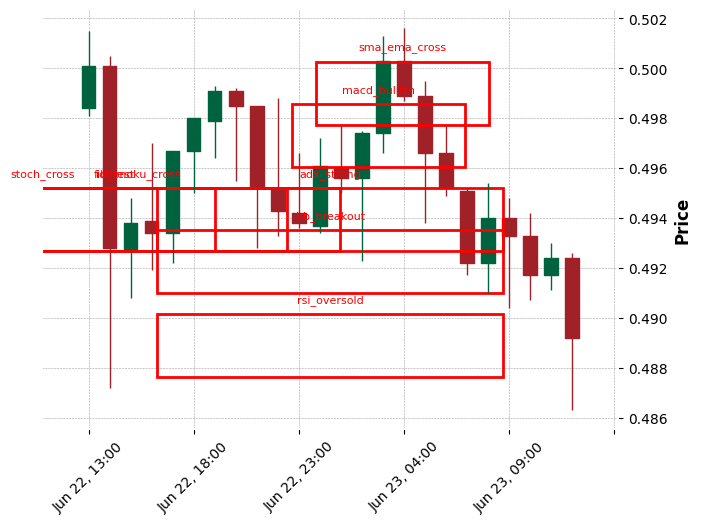 0.502
sma_ema_cross
0.500
macd_bullish
0.498
0.496
stoch_cross
ichimoku_cross
adx_strong
0.494
bb_breakout
Price
0.492
rsi_oversold
0.490
0.488
0.486
Jun 22, 13:00
Jun 22, 18:00
Jun 22, 23:00
Jun 23, 04:00
Jun 23, 09:00